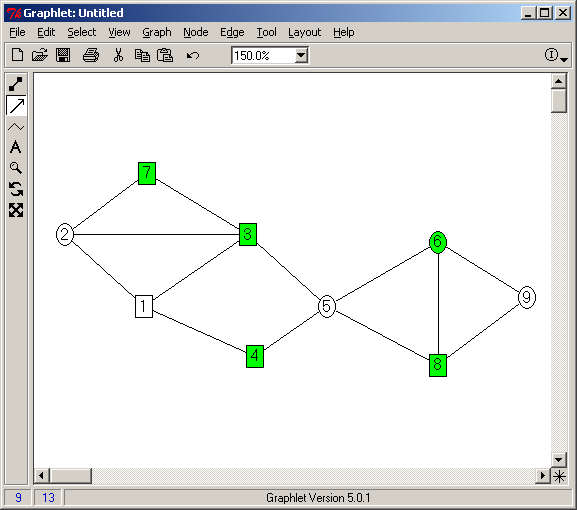 Graphlet: Untitled
File Edit Select View Graph Node Edge Tool Layout Help
150.0%
A
7
2
3
6
9
1
5
4
8
9 13 Graphlet Version 5.0.1